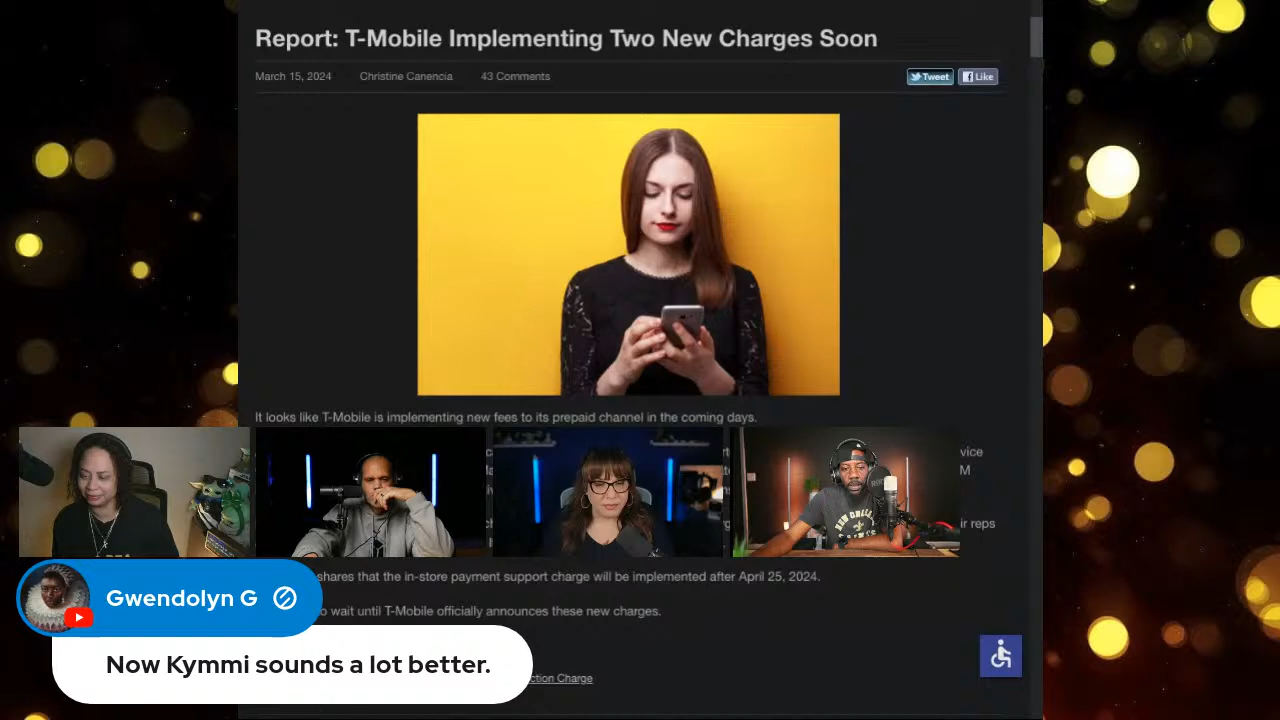 Report: T-Mobile Implementing Two New Charges Soon
March 15, 2024 Christine Canencia 43 Comments
Tweet Like
It looks like T-Mobile is implementing new fees to its prepaid channel in the coming days.
vice
M
ir reps
shares that the in-store payment support charge will be implemented after April 25, 2024.
wait until T-Mobile officially announces these new charges.
ction Charge
Gwendolyn G
Now Kymmi sounds a lot better.